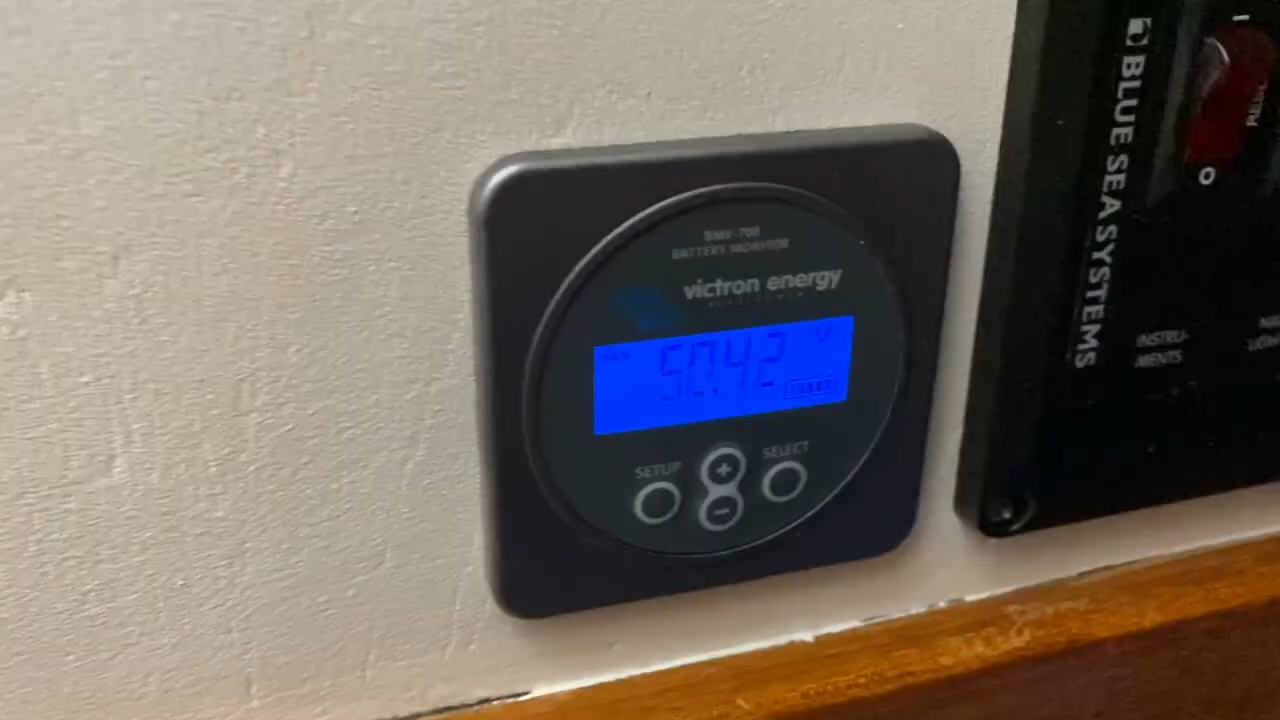 BMV-700
BATTERY MONITOR
victron energy
50.42 V
SETUP
+
SELECT
-
BLUE SEA SYSTEMS
I
O
INSTRU-
MENTS